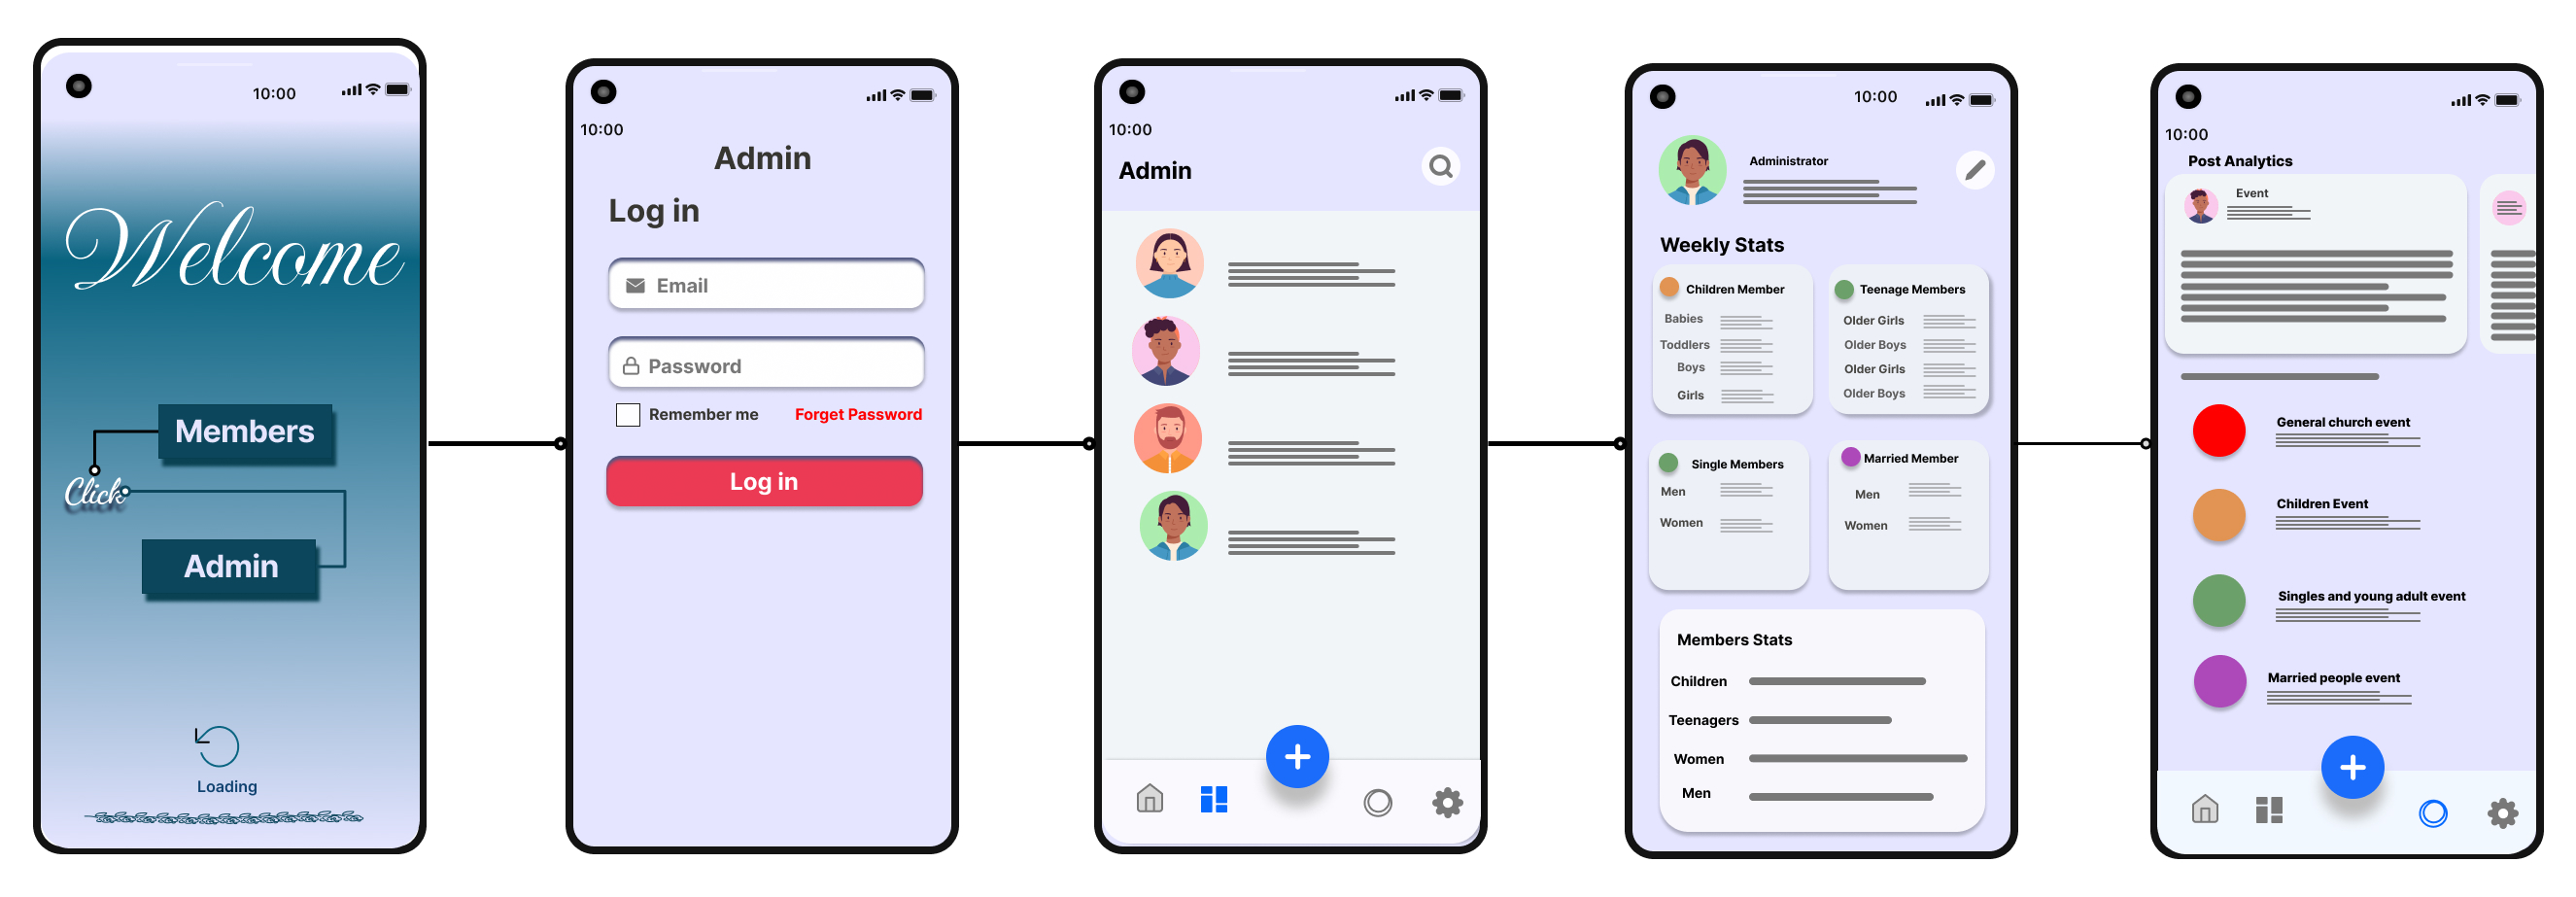 10:00
Welcome
Members
Click
Admin
Loading
10:00
Admin
Log in
Email
Password
Remember me Forget Password
Log in
10:00
Admin
10:00
Administrator
Weekly Stats
Children Member
Babies
Toddlers
Boys
Girls
Teenage Members
Older Girls
Older Boys
Older Girls
Older Boys
Single Members
Men
Women
Married Member
Men
Women
Members Stats
Children
Teenagers
Women
Men
10:00
Post Analytics
Event
General church event
Children Event
Singles and young adult event
Married people event